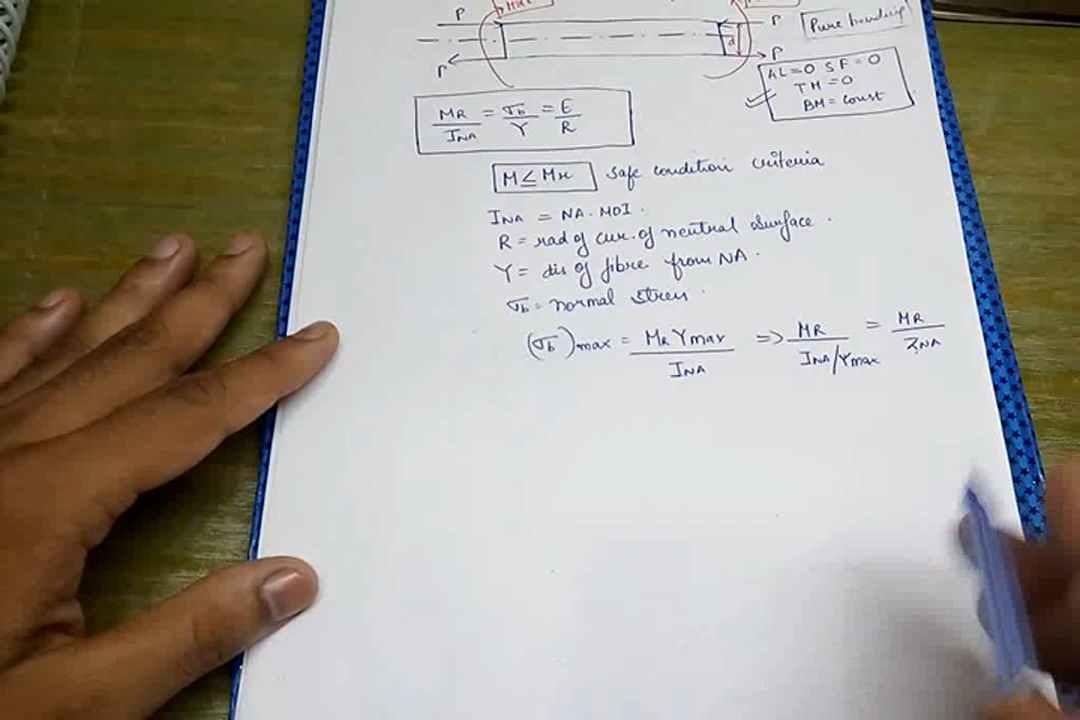 P P
P P
Pure bending
AL=0 SF=0
TM=0
BM=const
MR/INA = σb/Y = E/R
M≤Mr safe condition criteria
INA = NA. MOI.
R= rad of cur. of neutral surface.
Y= dis of fibre from NA.
σb= normal stress.
(σb)max = MR Ymax/INA => MR/INA/Ymax = MR/ZNA